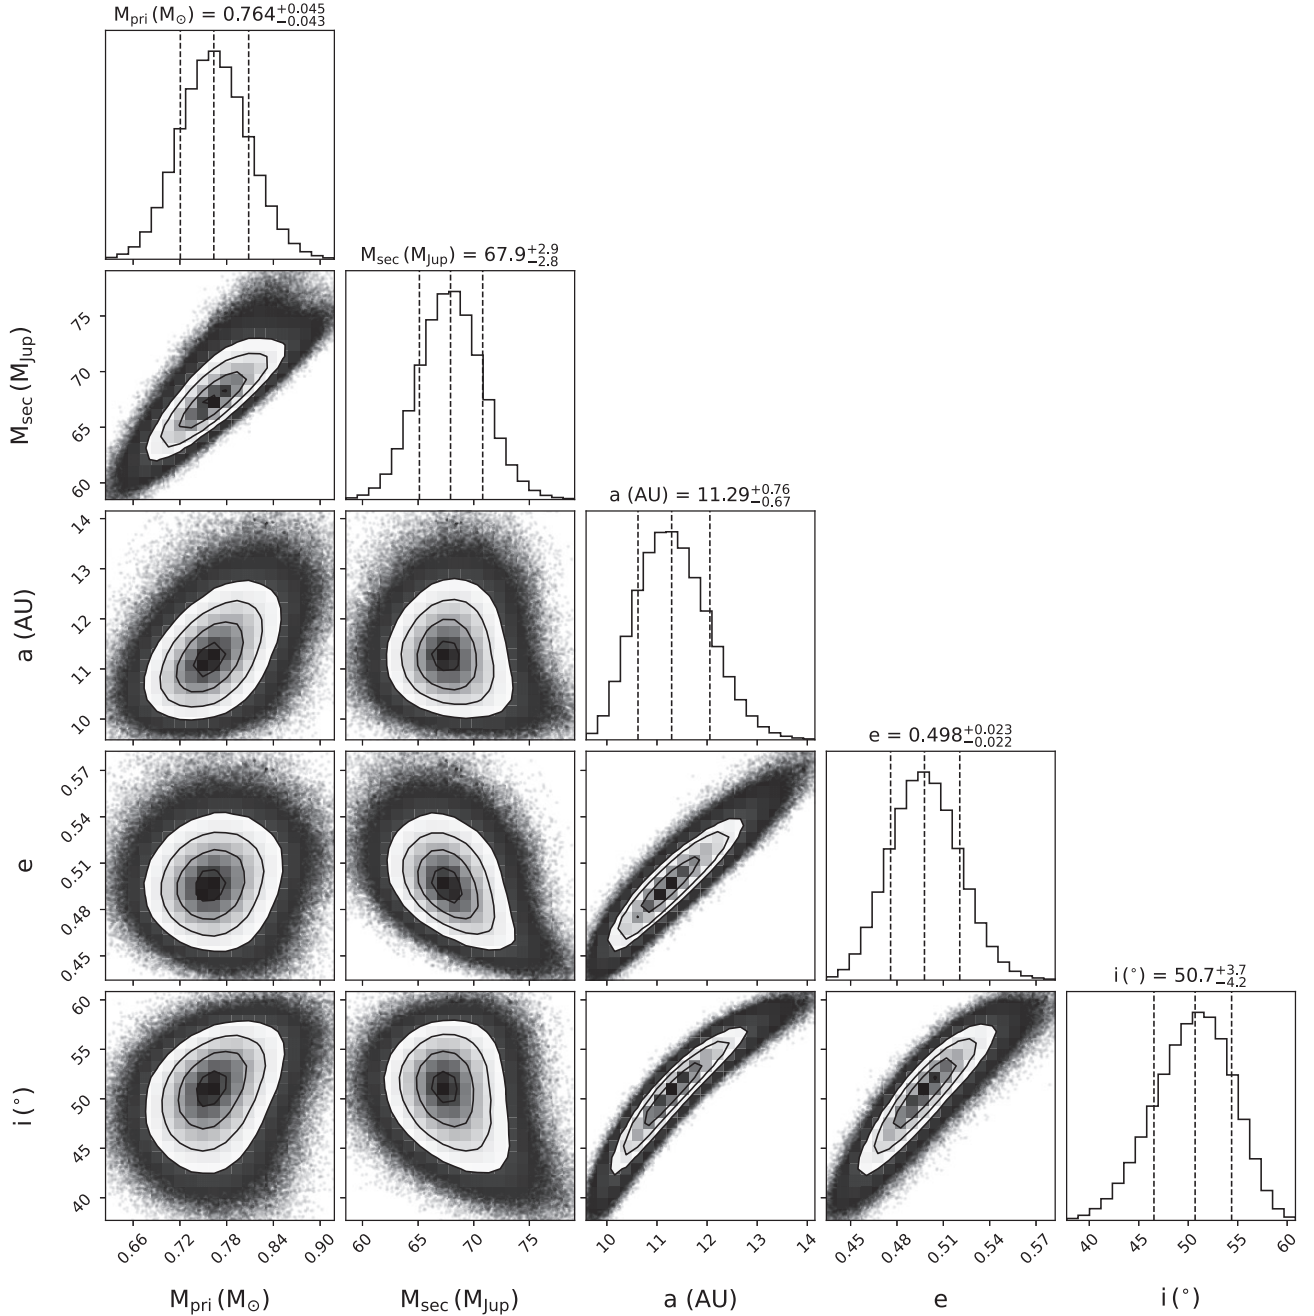 M_pri (M_⊙) = 0.764^{+0.045}_{−0.043}
M_sec (M_Jup) = 67.9^{+2.9}_{−2.8}
75
70
65
60
M_sec (M_Jup)
a (AU) = 11.29^{+0.76}_{−0.67}
14
13
12
11
10
a (AU)
e = 0.498^{+0.023}_{−0.022}
0.57
0.54
0.51
0.48
0.45
e
i (°) = 50.7^{+3.7}_{−4.2}
60
55
50
45
40
i (°)
0.66 0.72 0.78 0.84 0.90
60 65 70 75
10 11 12 13 14
0.45 0.48 0.51 0.54 0.57
40 45 50 55 60
M_pri (M_⊙) M_sec (M_Jup) a (AU) e i (°)